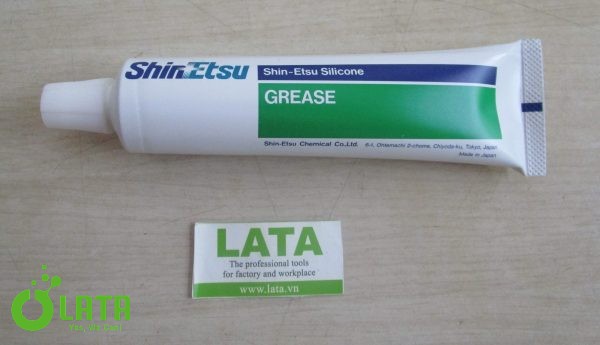 ShinEtsu
Shin-Etsu Silicone
GREASE
Shin-Etsu Chemical Co.,Ltd. 6-1, Ohtemachi 2-chome, Chiyoda-ku, Tokyo, Japan
Made in Japan
LATA
The professional tools
for factory and workplace
www.lata.vn
LATA